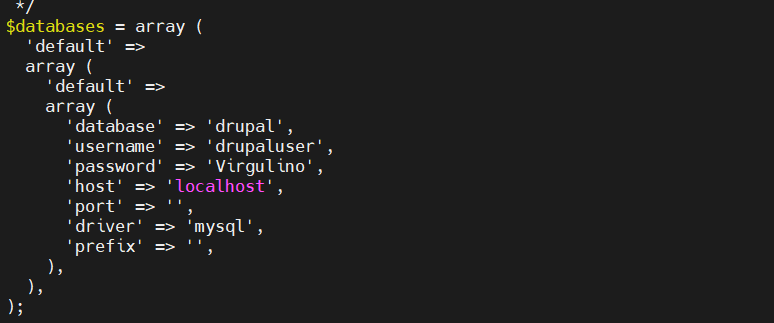 */
$databases = array (
  'default' =>
  array (
    'default' =>
    array (
      'database' => 'drupal',
      'username' => 'drupaluser',
      'password' => 'Virgulino',
      'host' => 'localhost',
      'port' => '',
      'driver' => 'mysql',
      'prefix' => '',
    ),
  ),
);